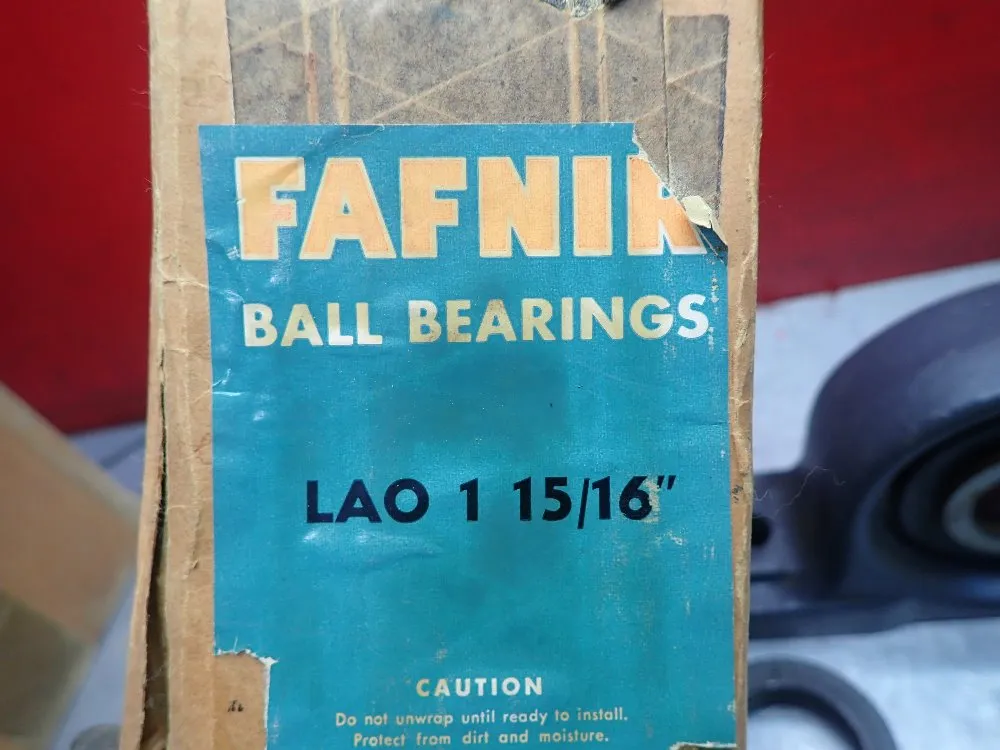 FAFNIR
BALL BEARINGS
LAO 1 15/16"
CAUTION
Do not unwrap until ready to install.
Protect from dirt and moisture.